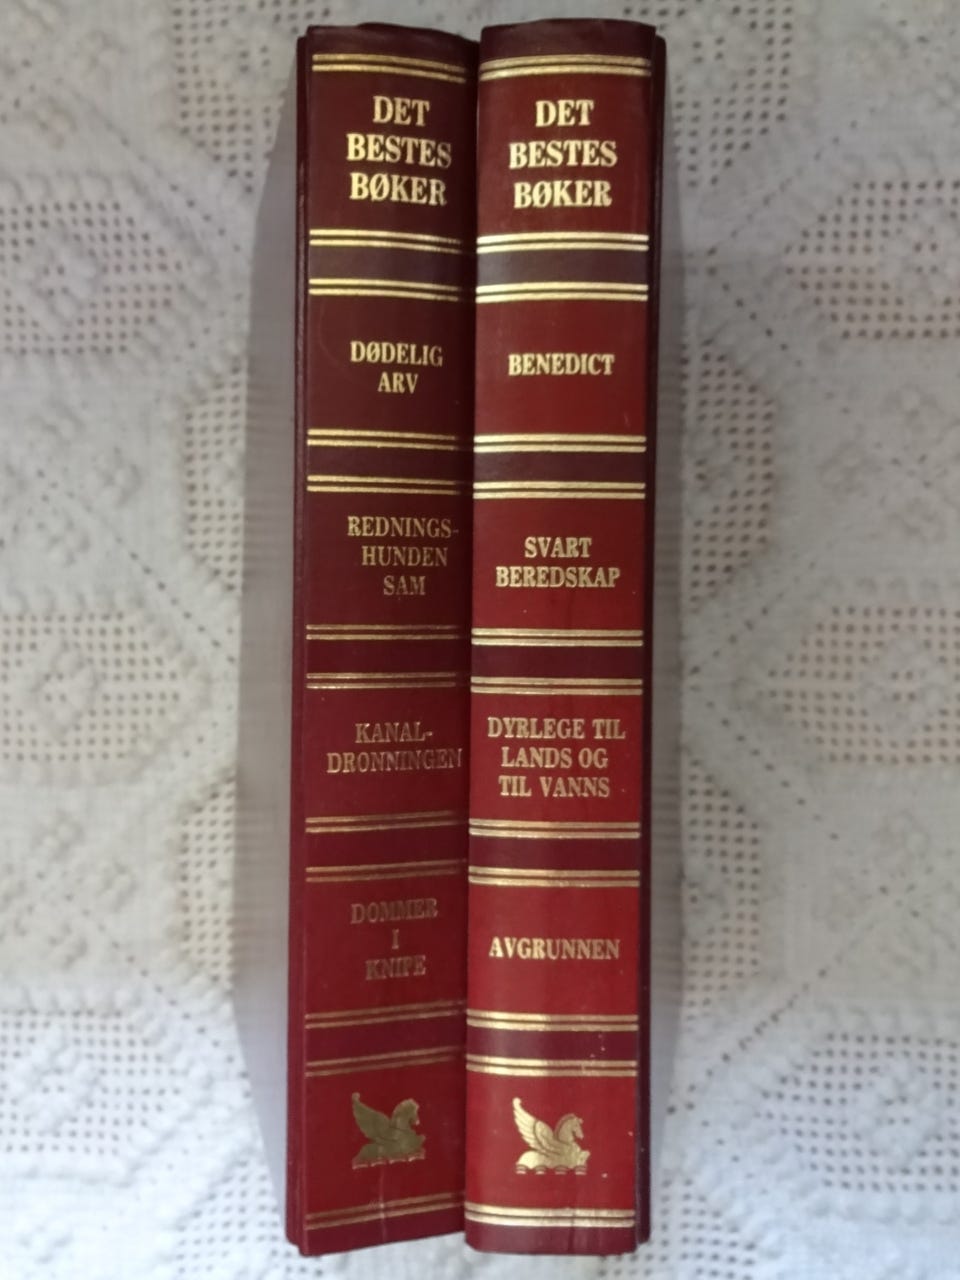 DET
BESTES
BØKER
DØDELIG
ARV
REDNINGS-
HUNDEN
SAM
KANAL-
DRONNINGEN
DOMMER
I
KNIPE
DET
BESTES
BØKER
BENEDICT
SVART
BEREDSKAP
DYRLEGE TIL
LANDS OG
TIL VANNS
AVGRUNNEN